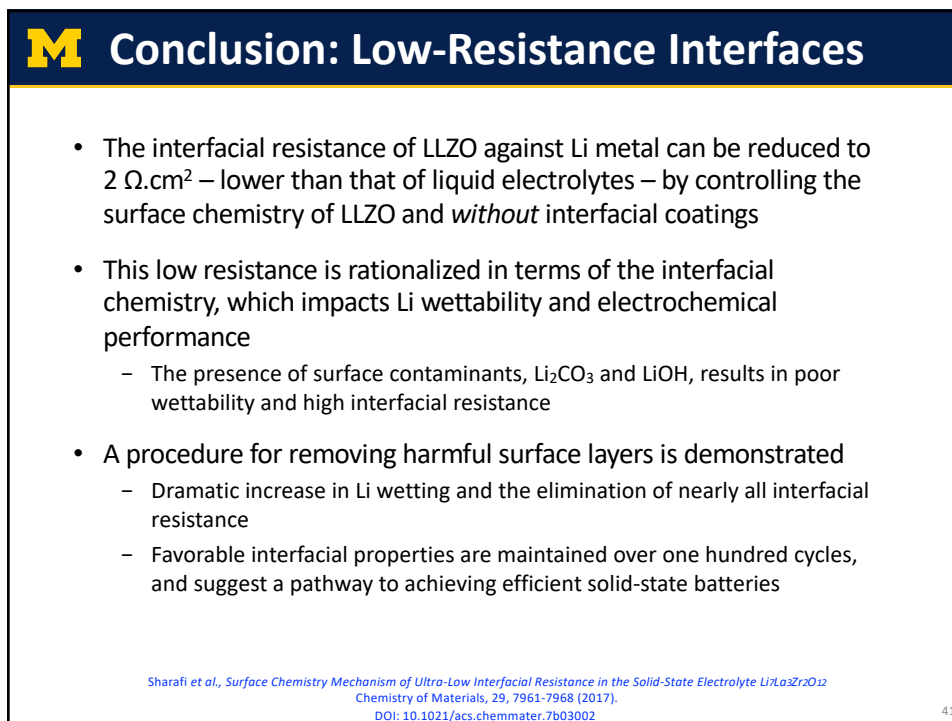 M Conclusion: Low-Resistance Interfaces
• The interfacial resistance of LLZO against Li metal can be reduced to
2 Ω.cm² – lower than that of liquid electrolytes – by controlling the
surface chemistry of LLZO and without interfacial coatings
• This low resistance is rationalized in terms of the interfacial
chemistry, which impacts Li wettability and electrochemical
performance
– The presence of surface contaminants, Li₂CO₃ and LiOH, results in poor
wettability and high interfacial resistance
• A procedure for removing harmful surface layers is demonstrated
– Dramatic increase in Li wetting and the elimination of nearly all interfacial
resistance
– Favorable interfacial properties are maintained over one hundred cycles,
and suggest a pathway to achieving efficient solid-state batteries
Sharafi et al., Surface Chemistry Mechanism of Ultra-Low Interfacial Resistance in the Solid-State Electrolyte Li₇La₃Zr₂O₁₂
Chemistry of Materials, 29, 7961-7968 (2017).
DOI: 10.1021/acs.chemmater.7b03002